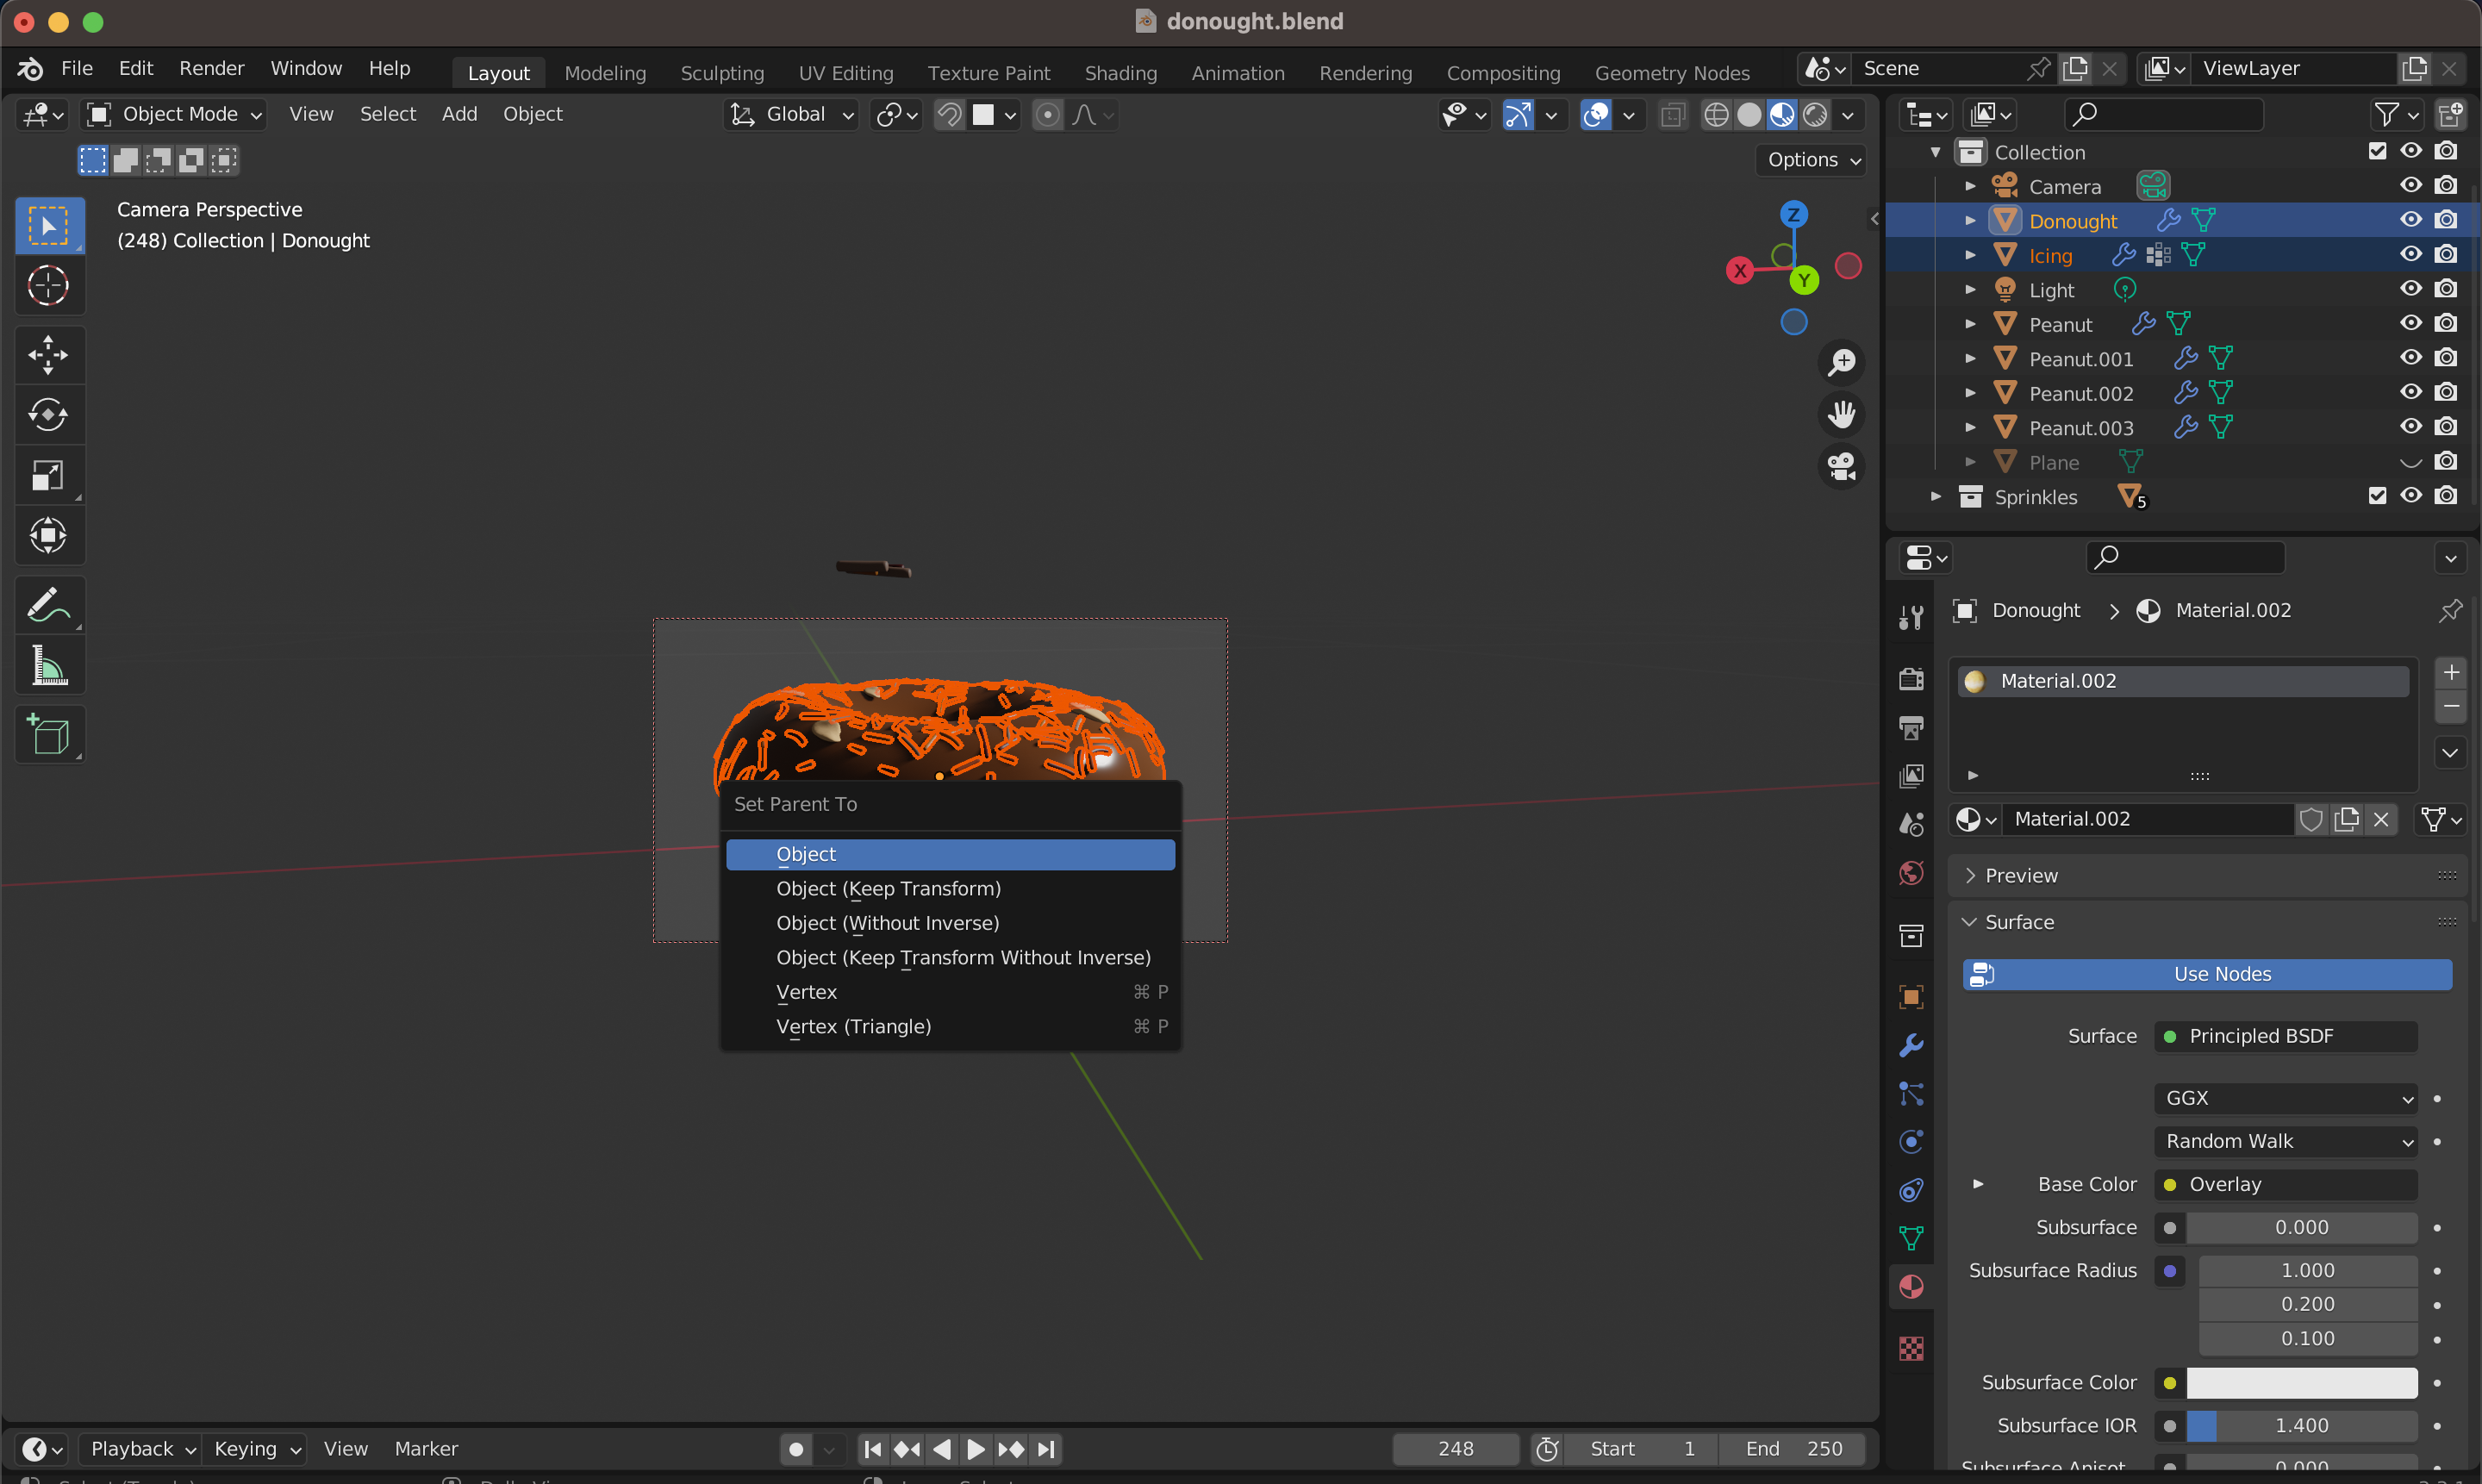 donought.blend
File Edit Render Window Help Layout Modeling Sculpting UV Editing Texture Paint Shading Animation Rendering Compositing Geometry Nodes Scene ViewLayer
Object Mode View Select Add Object Global
Options
Camera Perspective
(248) Collection | Donought
Z
X
Y
Collection
Camera
Donought
Icing
Light
Peanut
Peanut.001
Peanut.002
Peanut.003
Plane
Sprinkles 5
Donought Material.002
Material.002
Material.002
Preview
Surface
Use Nodes
Surface Principled BSDF
GGX
Random Walk
Base Color Overlay
Subsurface 0.000
Subsurface Radius 1.000
0.200
0.100
Subsurface Color
Subsurface IOR 1.400
Subsurface Anisot 0.000
Set Parent To
Object
Object (Keep Transform)
Object (Without Inverse)
Object (Keep Transform Without Inverse)
Vertex ⌘ P
Vertex (Triangle) ⌘ P
Playback Keying View Marker 248 Start 1 End 250